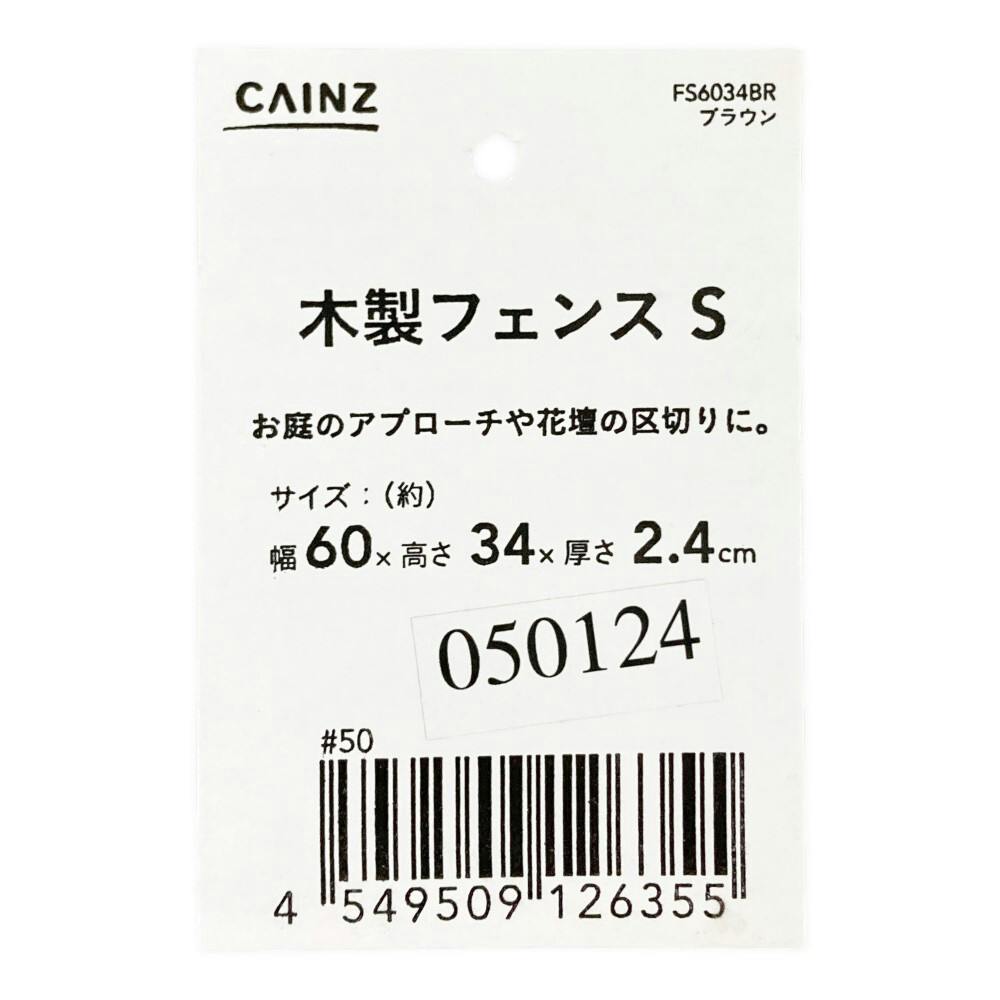 CAINZ
FS6034BR
ブラウン
木製フェンス S
お庭のアプローチや花壇の区切りに。
サイズ：（約）
幅 60×高さ 34×厚さ 2.4cm
050124
#50
4 549509 126355